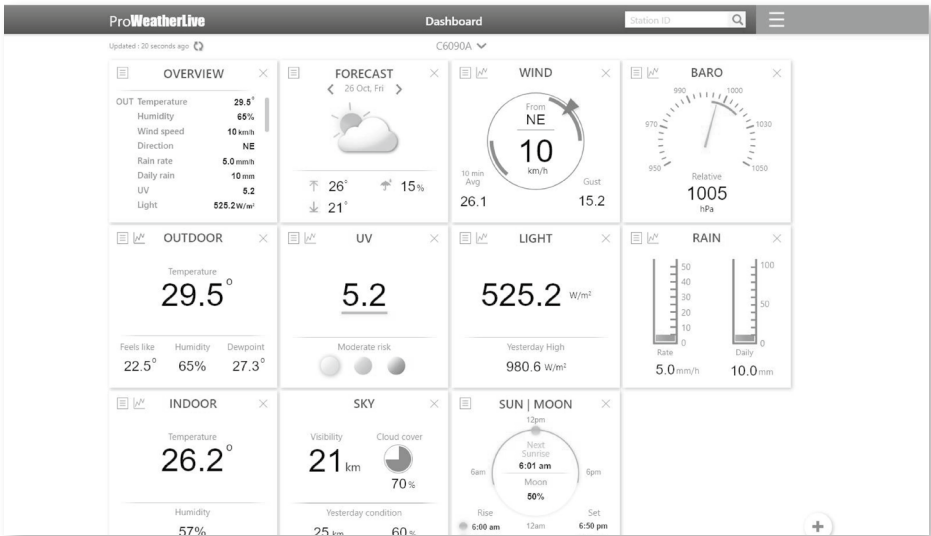 ProWeatherLive
Dashboard
Station ID
Updated : 20 seconds ago
C6090A
OVERVIEW
OUT Temperature 29.5°
Humidity 65%
Wind speed 10 km/h
Direction NE
Rain rate 5.0 mm/h
Daily rain 10 mm
UV 5.2
Light 525.2 W/m²
FORECAST
26 Oct, Fri
26° 15%
21°
WIND
From
NE
10
km/h
10 min
Avg
Gust
26.1 15.2
BARO
990 1000
970 1030
950 1050
Relative
1005
hPa
OUTDOOR
Temperature
29.5°
Feels like Humidity Dewpoint
22.5° 65% 27.3°
UV
5.2
Moderate risk
LIGHT
525.2 W/m²
Yesterday High
980.6 W/m²
RAIN
50 100
40
30 50
20
10
0 0
Rate Daily
5.0 mm/h 10.0 mm
INDOOR
Temperature
26.2°
Humidity
57%
SKY
Visibility Cloud cover
21 km
70%
Yesterday condition
25 km 60%
SUN | MOON
12pm
Next
Sunrise
6:01 am
6am 6pm
Moon
50%
Rise Set
6:00 am 12am 6:50 pm